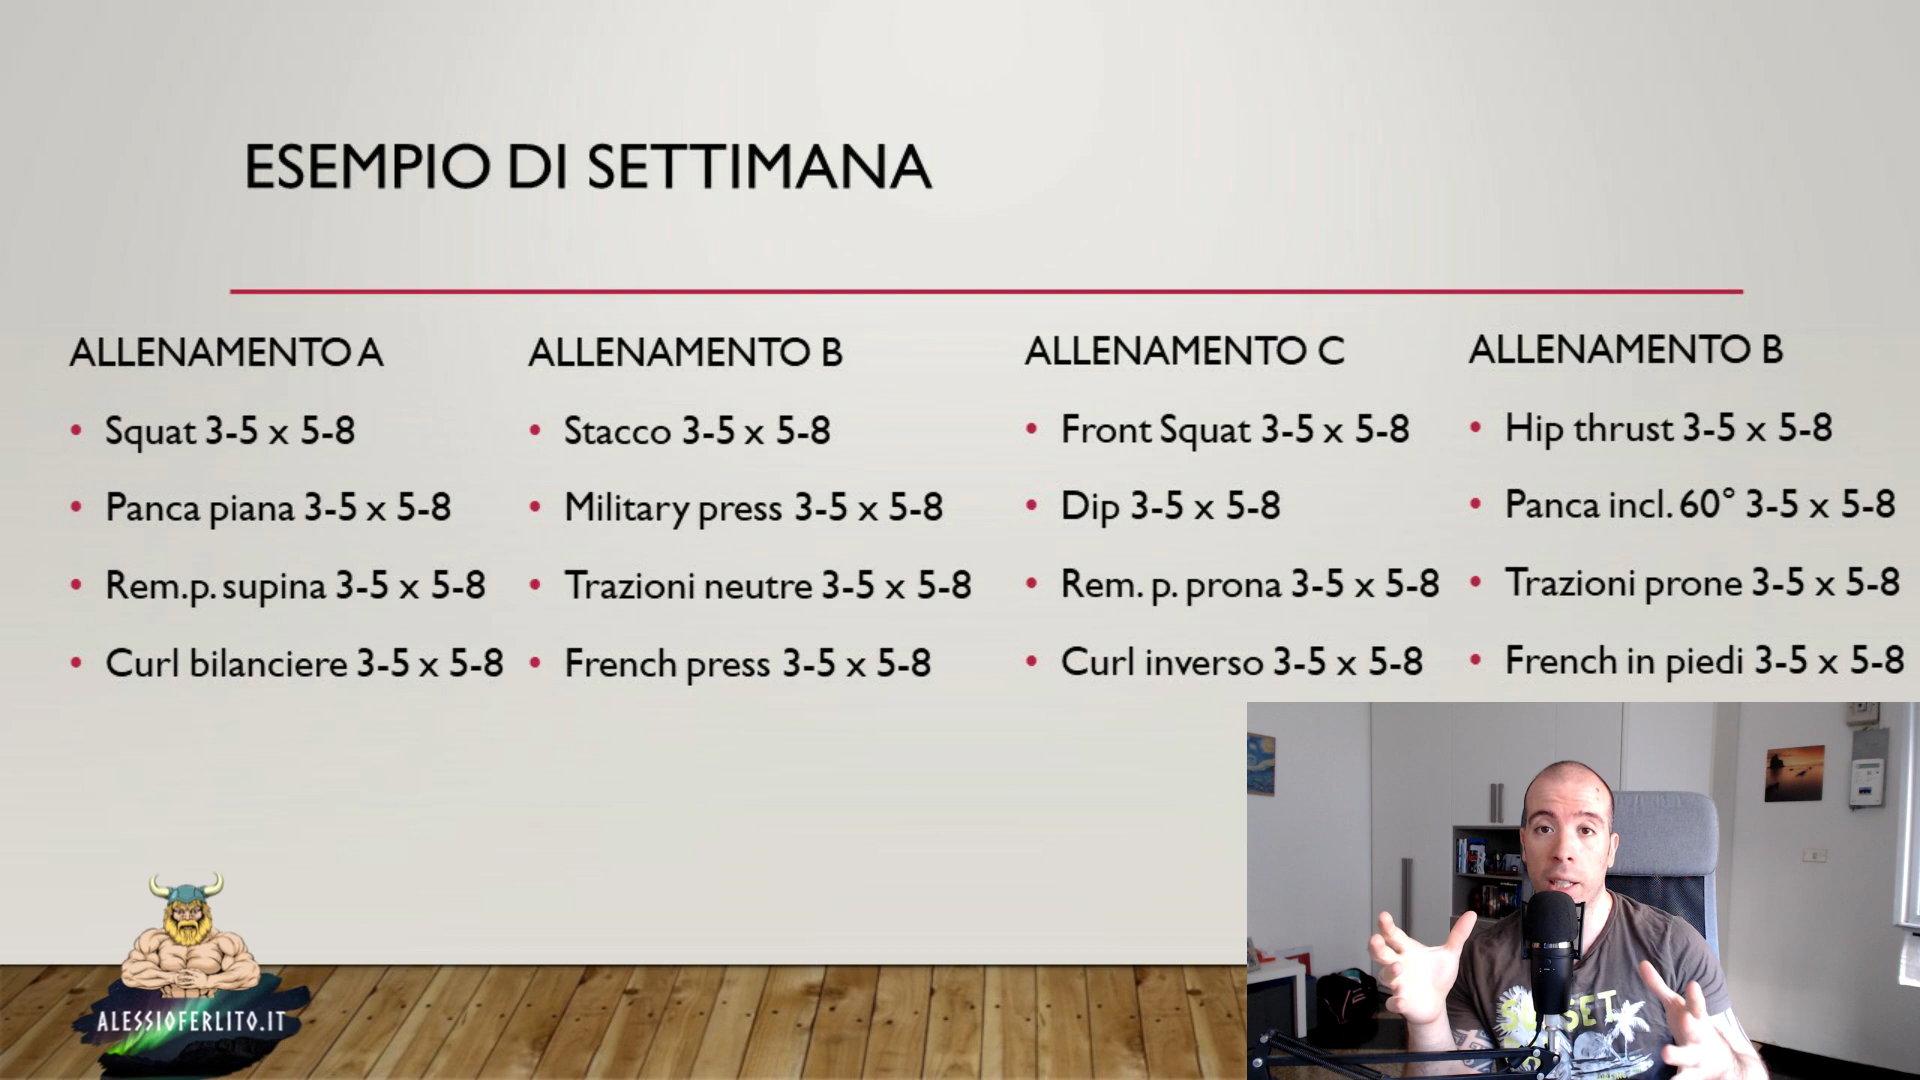 ESEMPIO DI SETTIMANA
ALLENAMENTO A
• Squat 3-5 x 5-8
• Panca piana 3-5 x 5-8
• Rem.p. supina 3-5 x 5-8
• Curl bilanciere 3-5 x 5-8
ALLENAMENTO B
• Stacco 3-5 x 5-8
• Military press 3-5 x 5-8
• Trazioni neutre 3-5 x 5-8
• French press 3-5 x 5-8
ALLENAMENTO C
• Front Squat 3-5 x 5-8
• Dip 3-5 x 5-8
• Rem. p. prona 3-5 x 5-8
• Curl inverso 3-5 x 5-8
ALLENAMENTO B
• Hip thrust 3-5 x 5-8
• Panca incl. 60° 3-5 x 5-8
• Trazioni prone 3-5 x 5-8
• French in piedi 3-5 x 5-8
ALESSIOFERLITO.IT